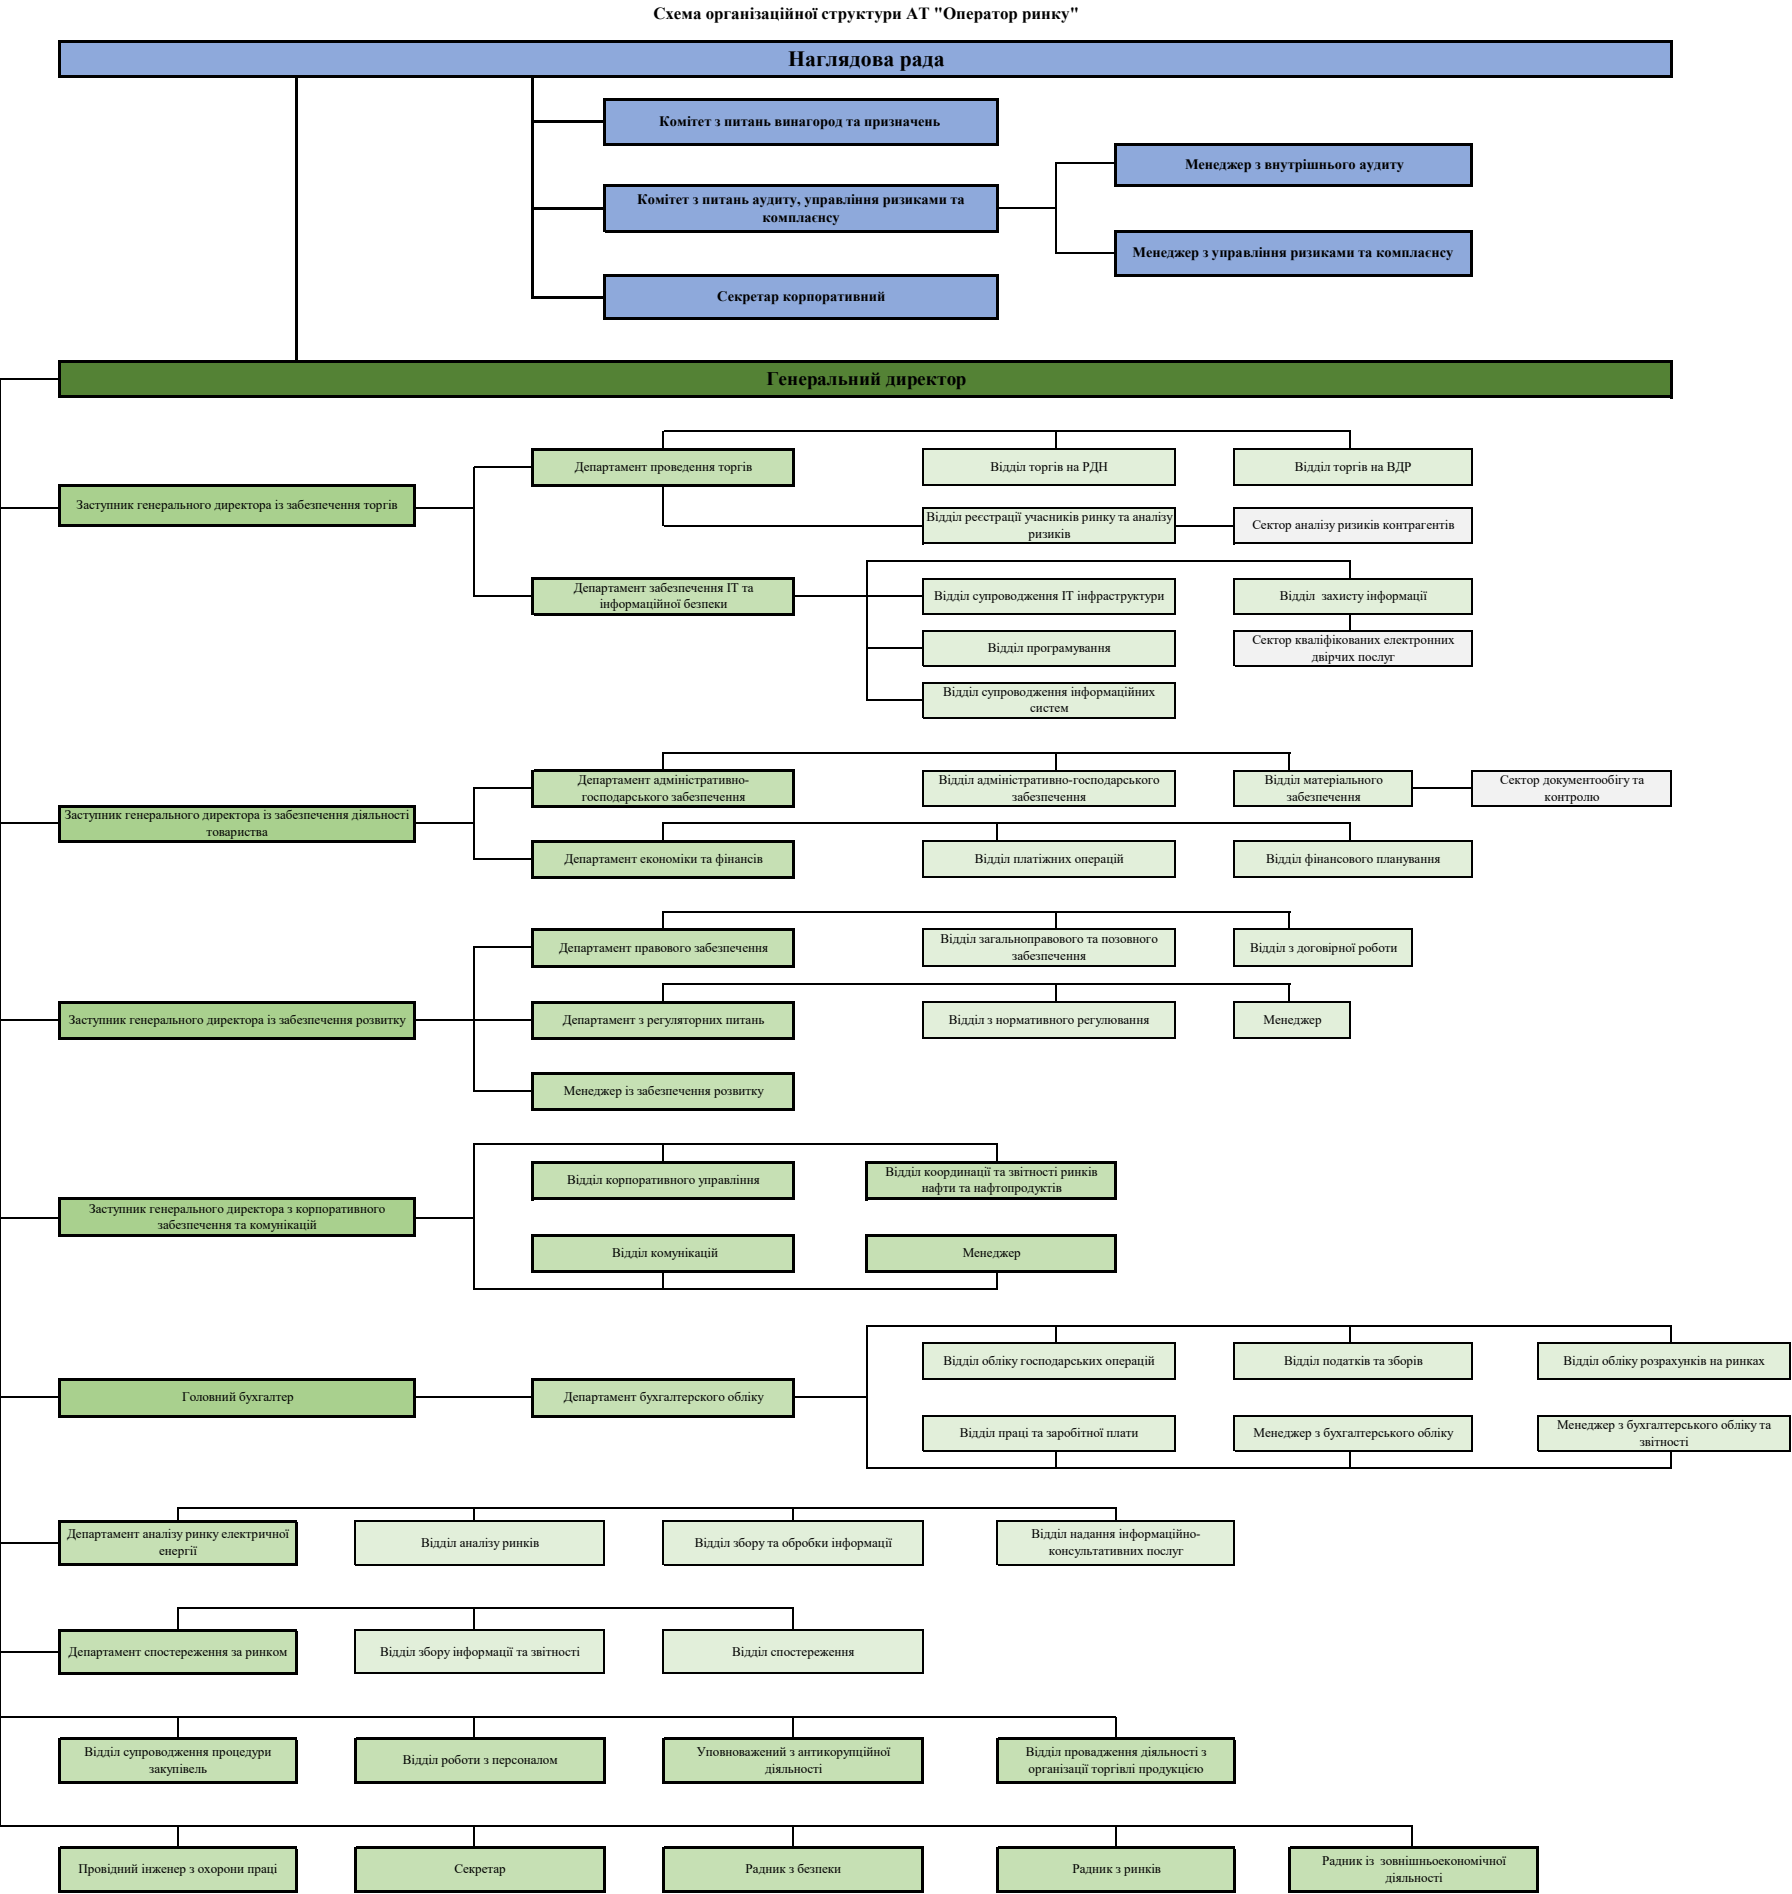 Схема організаційної структури АТ "Оператор ринку"
Наглядова рада
Комітет з питань винагород та призначень
Менеджер з внутрішнього аудиту
Комітет з питань аудиту, управління ризиками та
комплаєнсу
Менеджер з управління ризиками та комплаєнсу
Секретар корпоративний
Генеральний директор
Департамент проведення торгів
Відділ торгів на РДН
Відділ торгів на ВДР
Заступник генерального директора із забезпечення торгів
Відділ реєстрації учасників ринку та аналізу
ризиків
Сектор аналізу ризиків контрагентів
Департамент забезпечення ІТ та
інформаційної безпеки
Відділ супроводження ІТ інфраструктури
Відділ  захисту інформації
Відділ програмування
Сектор кваліфікованих електронних
двірчих послуг
Відділ супроводження інформаційних
систем
Департамент адміністративно-
господарського забезпечення
Відділ адміністративно-господарського
забезпечення
Відділ матеріального
забезпечення
Сектор документообігу та
контролю
Заступник генерального директора із забезпечення діяльності
товариства
Департамент економіки та фінансів
Відділ платіжних операцій
Відділ фінансового планування
Департамент правового забезпечення
Відділ загальноправового та позовного
забезпечення
Відділ з договірної роботи
Заступник генерального директора із забезпечення розвитку
Департамент з регуляторних питань
Відділ з нормативного регулювання
Менеджер
Менеджер із забезпечення розвитку
Відділ корпоративного управління
Відділ координації та звітності ринків
нафти та нафтопродуктів
Заступник генерального директора з корпоративного
забезпечення та комунікацій
Відділ комунікацій
Менеджер
Відділ обліку господарських операцій
Відділ податків та зборів
Відділ обліку розрахунків на ринках
Головний бухгалтер
Департамент бухгалтерского обліку
Відділ праці та заробітної плати
Менеджер з бухгалтерського обліку
Менеджер з бухгалтерського обліку та
звітності
Департамент аналізу ринку електричної
енергії
Відділ аналізу ринків
Відділ збору та обробки інформації
Відділ надання інформаційно-
консультативних послуг
Департамент спостереження за ринком
Відділ збору інформації та звітності
Відділ спостереження
Відділ супроводження процедури
закупівель
Відділ роботи з персоналом
Уповноважений з антикорупційної
діяльності
Відділ провадження діяльності з
організації торгівлі продукцією
Провідний інженер з охорони праці
Секретар
Радник з безпеки
Радник з ринків
Радник із  зовнішньоекономічної
діяльності